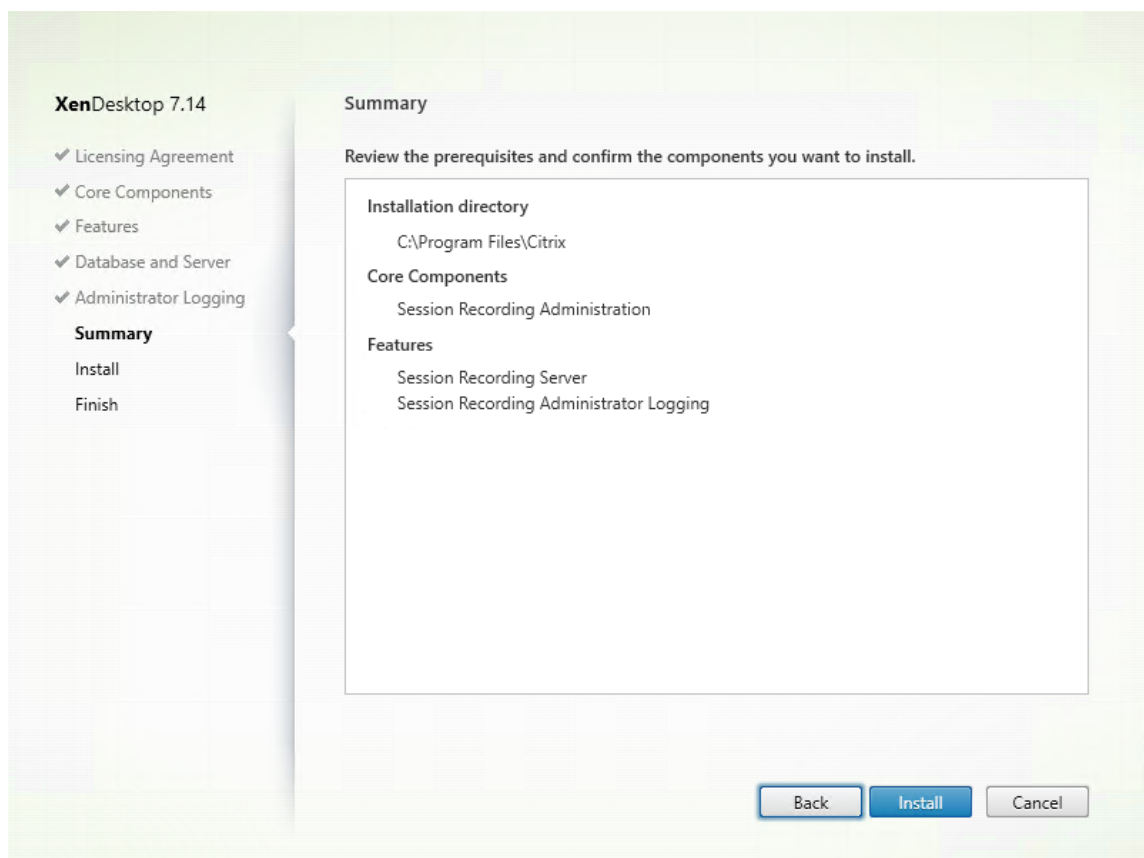 XenDesktop 7.14
Licensing Agreement
Core Components
Features
Database and Server
Administrator Logging
Summary
Install
Finish
Summary
Review the prerequisites and confirm the components you want to install.
Installation directory
C:\Program Files\Citrix
Core Components
Session Recording Administration
Features
Session Recording Server
Session Recording Administrator Logging
Back Install Cancel